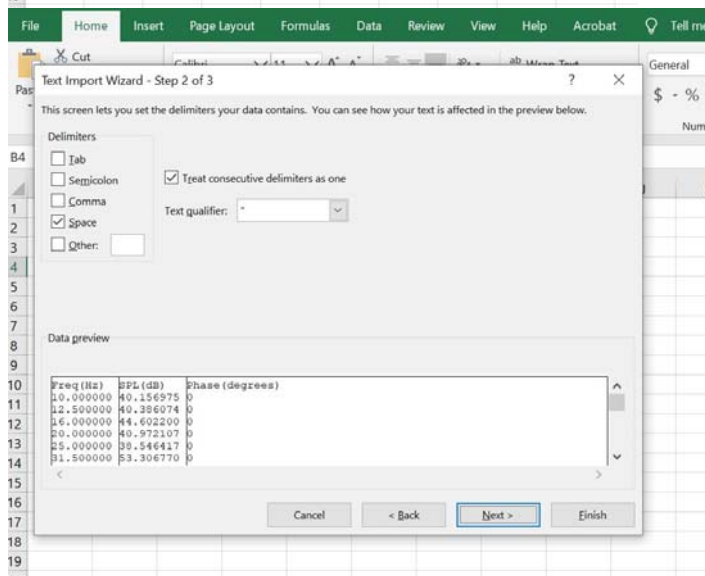 File Home Insert Page Layout Formulas Data Review View Help Acrobat Tell me
Cut
General
Text Import Wizard - Step 2 of 3 ? ×
This screen lets you set the delimiters your data contains. You can see how your text is affected in the preview below.
$ - %
Num
Delimiters
B4
Tab
Semicolon
Treat consecutive delimiters as one
Comma
1
Text qualifier: "
Space
2
Other:
3
4
5
6
7
Data preview
8
9
10 Freq(Hz) SPL(dB) Phase(degrees)
10.000000 40.156975 0
11 12.500000 40.386074 0
12 16.000000 44.602200 0
20.000000 40.972107 0
13 25.000000 38.546417 0
14 31.500000 53.306770 0
15
16 Cancel < Back Next > Finish
17
18
19